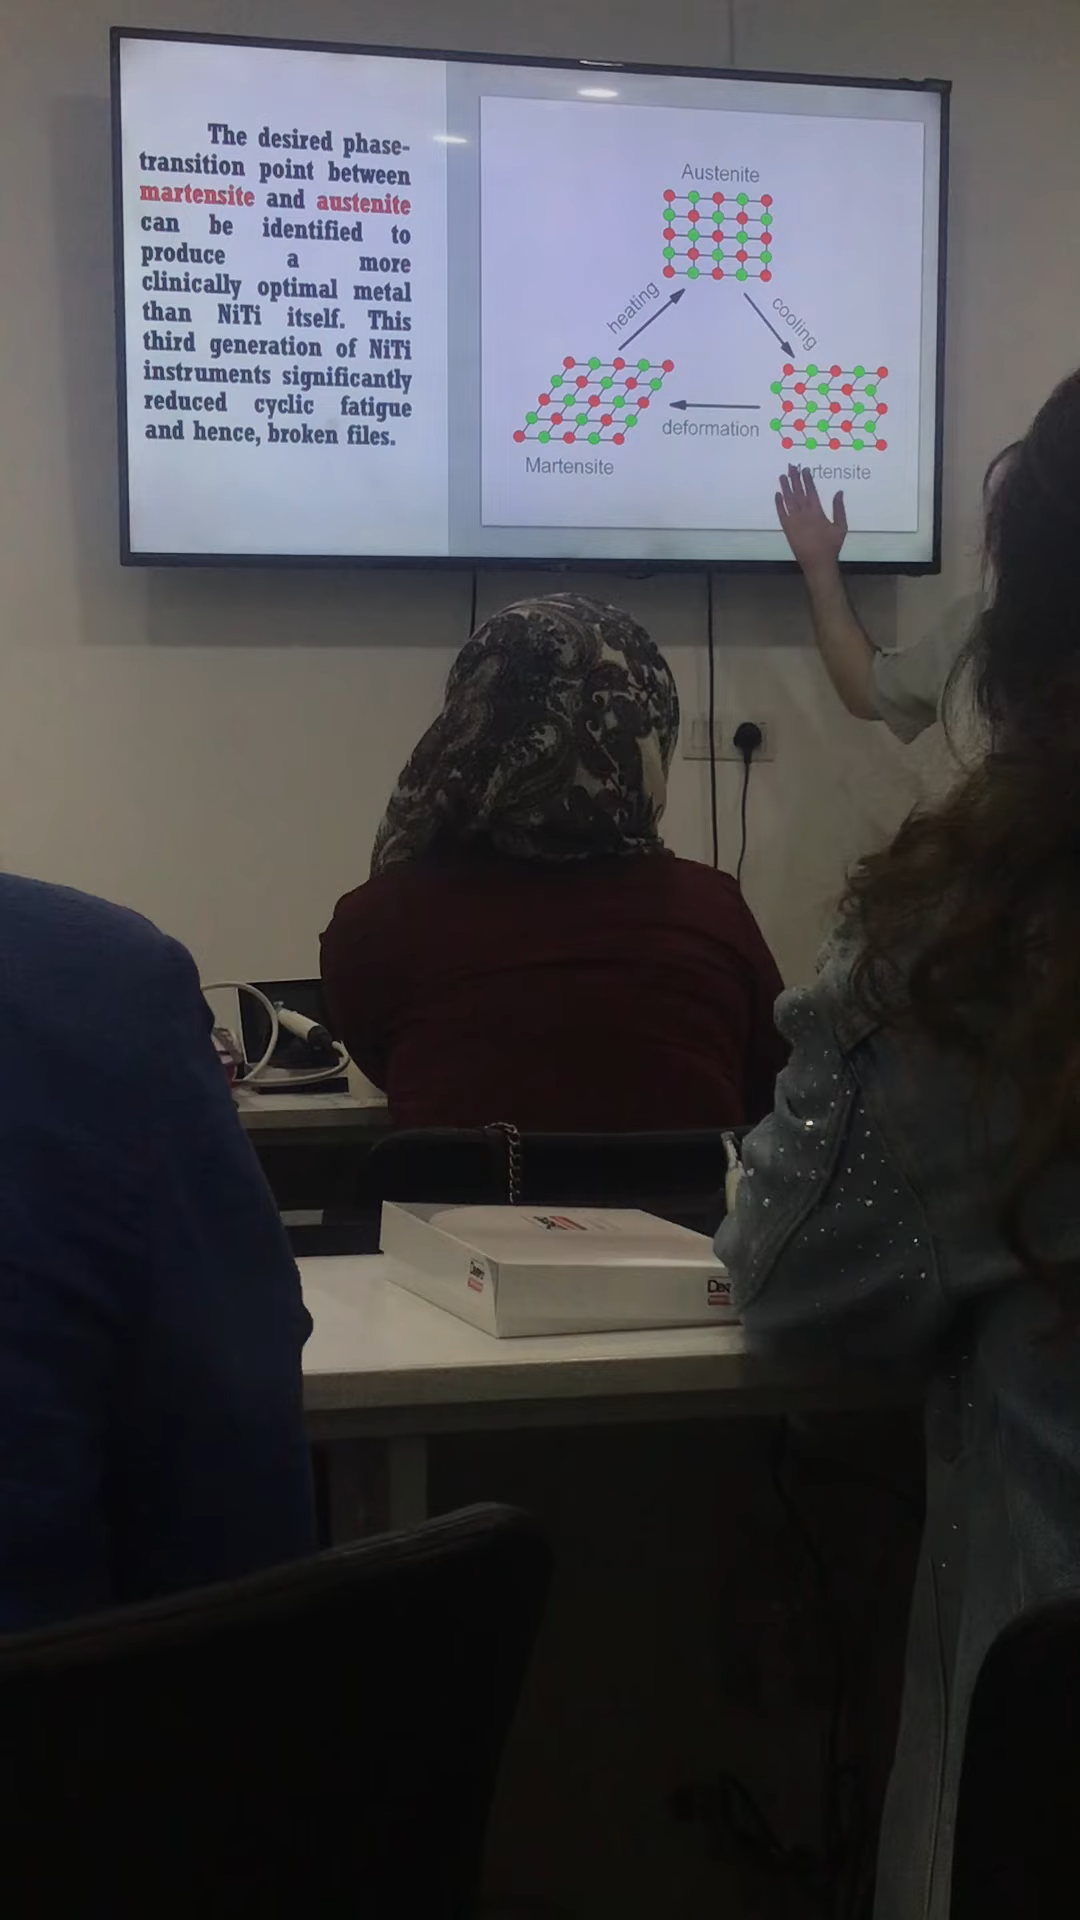 The desired phase-
transition point between
martensite and austenite
can be identified to
produce a more
clinically optimal metal
than NiTi itself. This
third generation of NiTi
instruments significantly
reduced cyclic fatigue
and hence, broken files.
Austenite
heating
cooling
deformation
Martensite